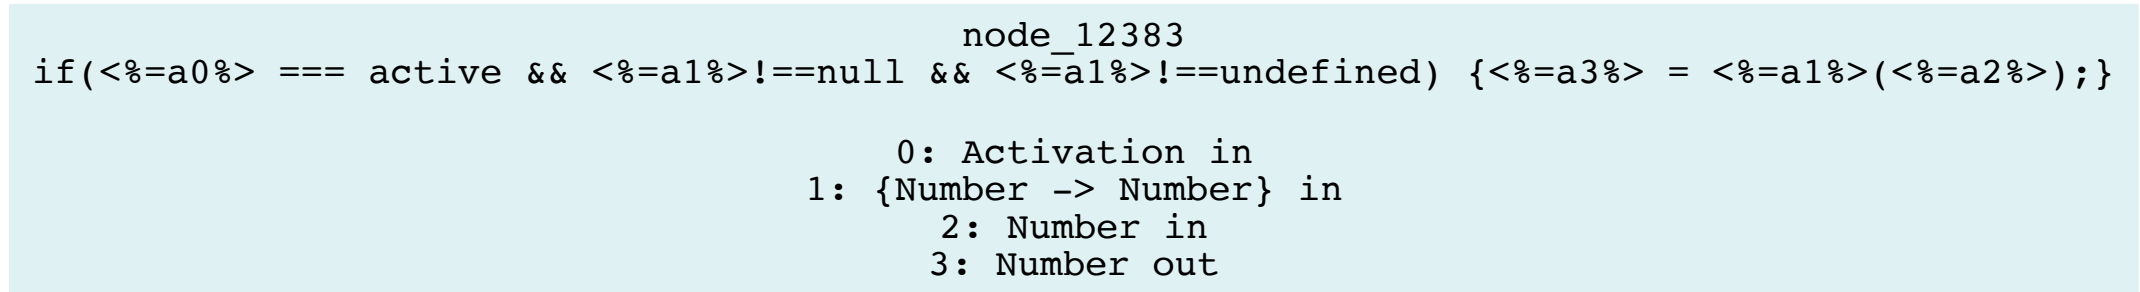 node_12383
if(<%=a0%> === active && <%=a1%>!==null && <%=a1%>!==undefined) {<%=a3%> = <%=a1%>(<%=a2%>);}
0: Activation in
1: {Number -> Number} in
2: Number in
3: Number out